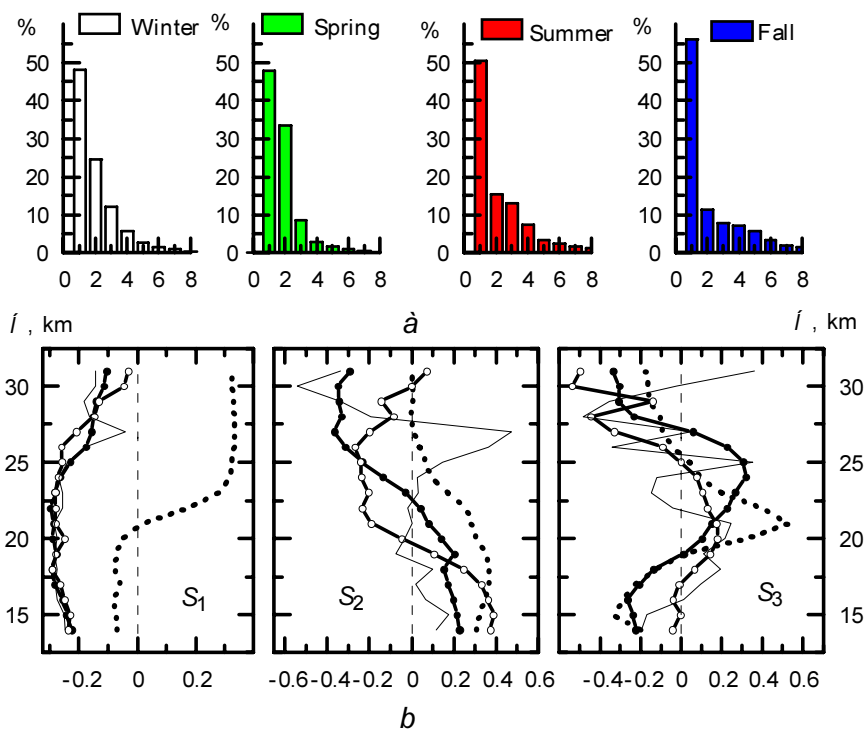 % Winter % Spring % Summer % Fall
50 50 50 50
40 40 40 40
30 30 30 30
20 20 20 20
10 10 10 10
0 0 0 0
0 2 4 6 8 0 2 4 6 8 0 2 4 6 8 0 2 4 6 8
à
Í , km Í , km
30 30
25 25
20 20
15 15
S1 S2 S3
-0.2 0 0.2 -0.6 -0.4 -0.2 0 0.2 0.4 0.6 -0.4 -0.2 0 0.2 0.4 0.6
b